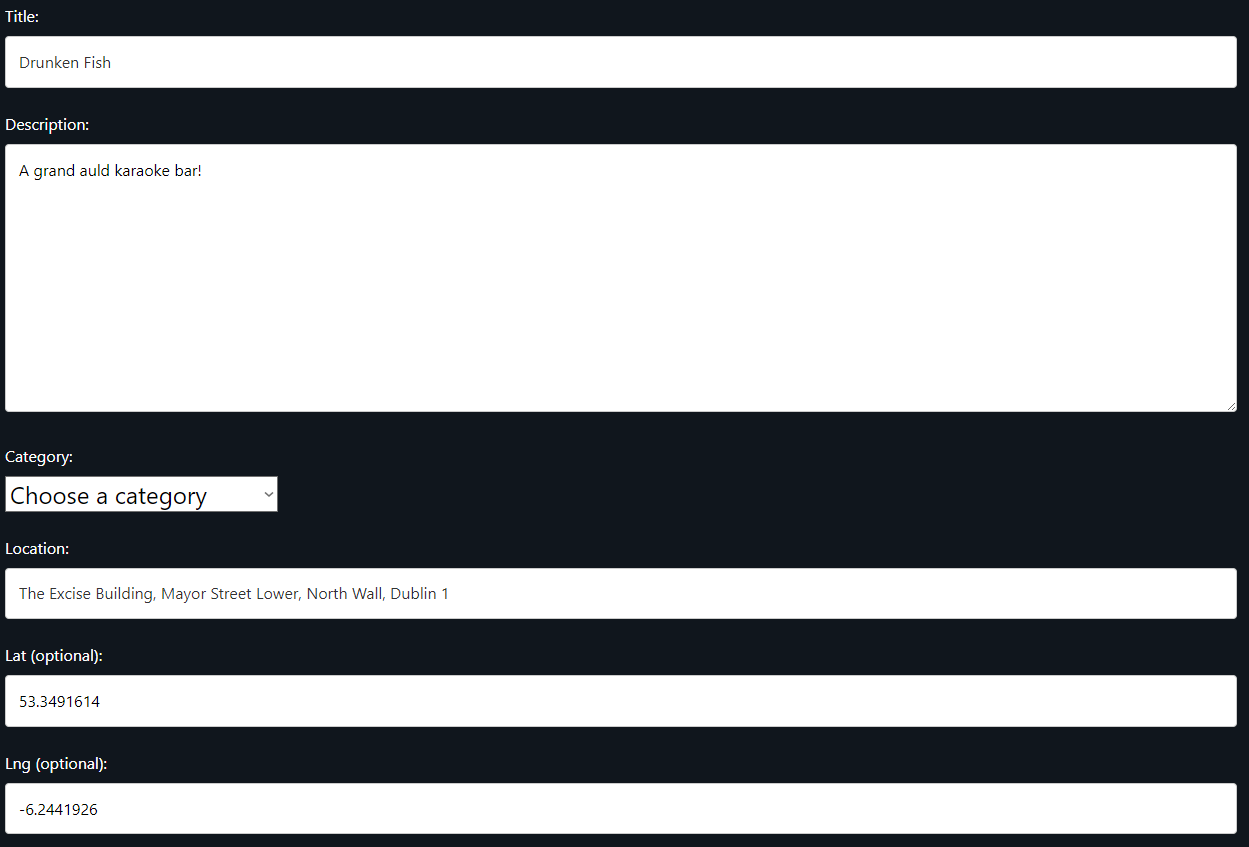 Title:
Drunken Fish
Description:
A grand auld karaoke bar!
Category:
Choose a category
Location:
The Excise Building, Mayor Street Lower, North Wall, Dublin 1
Lat (optional):
53.3491614
Lng (optional):
-6.2441926